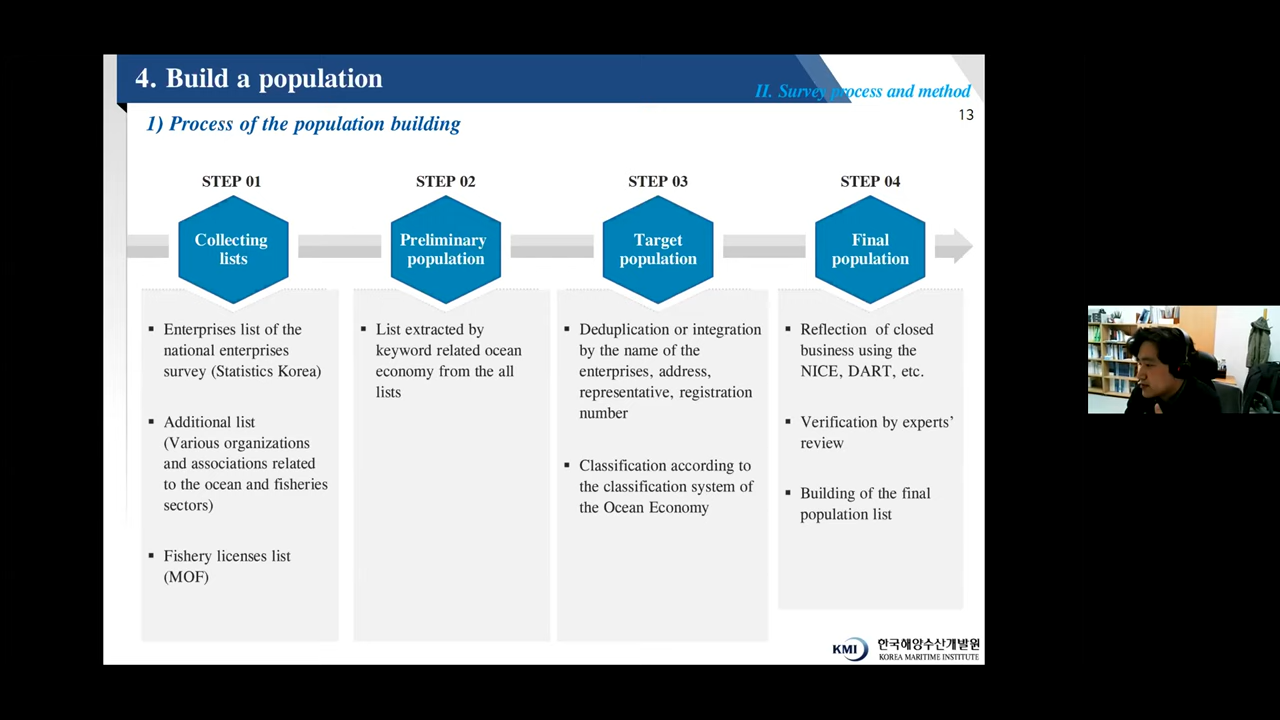 4. Build a population
II. Survey process and method
13
1) Process of the population building
STEP 01
STEP 02
STEP 03
STEP 04
Collecting
lists
Preliminary
population
Target
population
Final
population
▪ Enterprises list of the
national enterprises
survey (Statistics Korea)
▪ Additional list
(Various organizations
and associations related
to the ocean and fisheries
sectors)
▪ Fishery licenses list
(MOF)
▪ List extracted by
keyword related ocean
economy from the all
lists
▪ Deduplication or integration
by the name of the
enterprises, address,
representative, registration
number
▪ Classification according to
the classification system of
the Ocean Economy
▪ Reflection of closed
business using the
NICE, DART, etc.
▪ Verification by experts’
review
▪ Building of the final
population list
KMI
한국해양수산개발원
KOREA MARITIME INSTITUTE